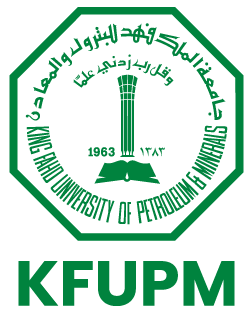 جامعة الملك فهد للبترول والمعادن
وقل رب زدني علما
1963 ١٣٨٣
KING FAHD UNIVERSITY OF PETROLEUM & MINERALS
KFUPM